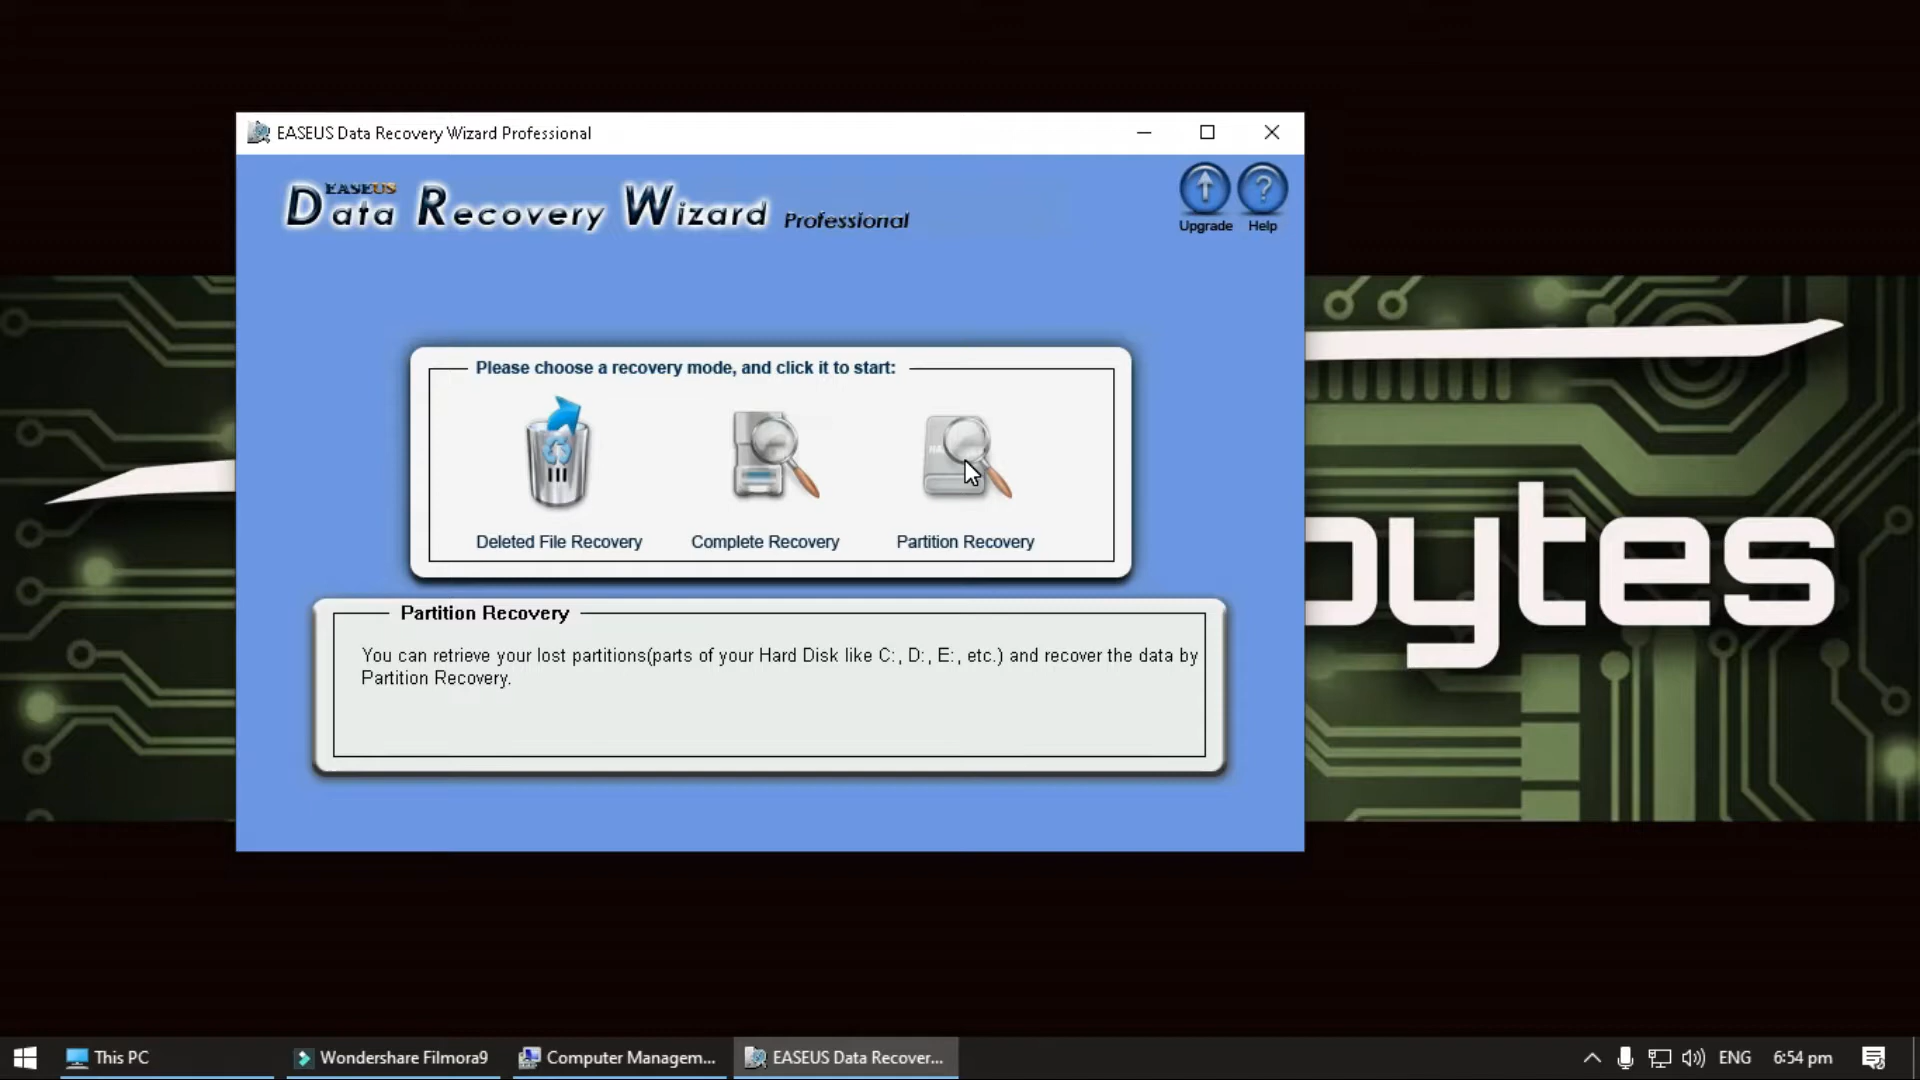 EASEUS Data Recovery Wizard Professional
EASEUS
Data Recovery Wizard Professional
Upgrade Help
Please choose a recovery mode, and click it to start:
Deleted File Recovery Complete Recovery Partition Recovery
Partition Recovery
You can retrieve your lost partitions(parts of your Hard Disk like C:, D:, E:, etc.) and recover the data by
Partition Recovery.
bytes
This PC Wondershare Filmora9 Computer Managem... EASEUS Data Recover... ENG 6:54 pm